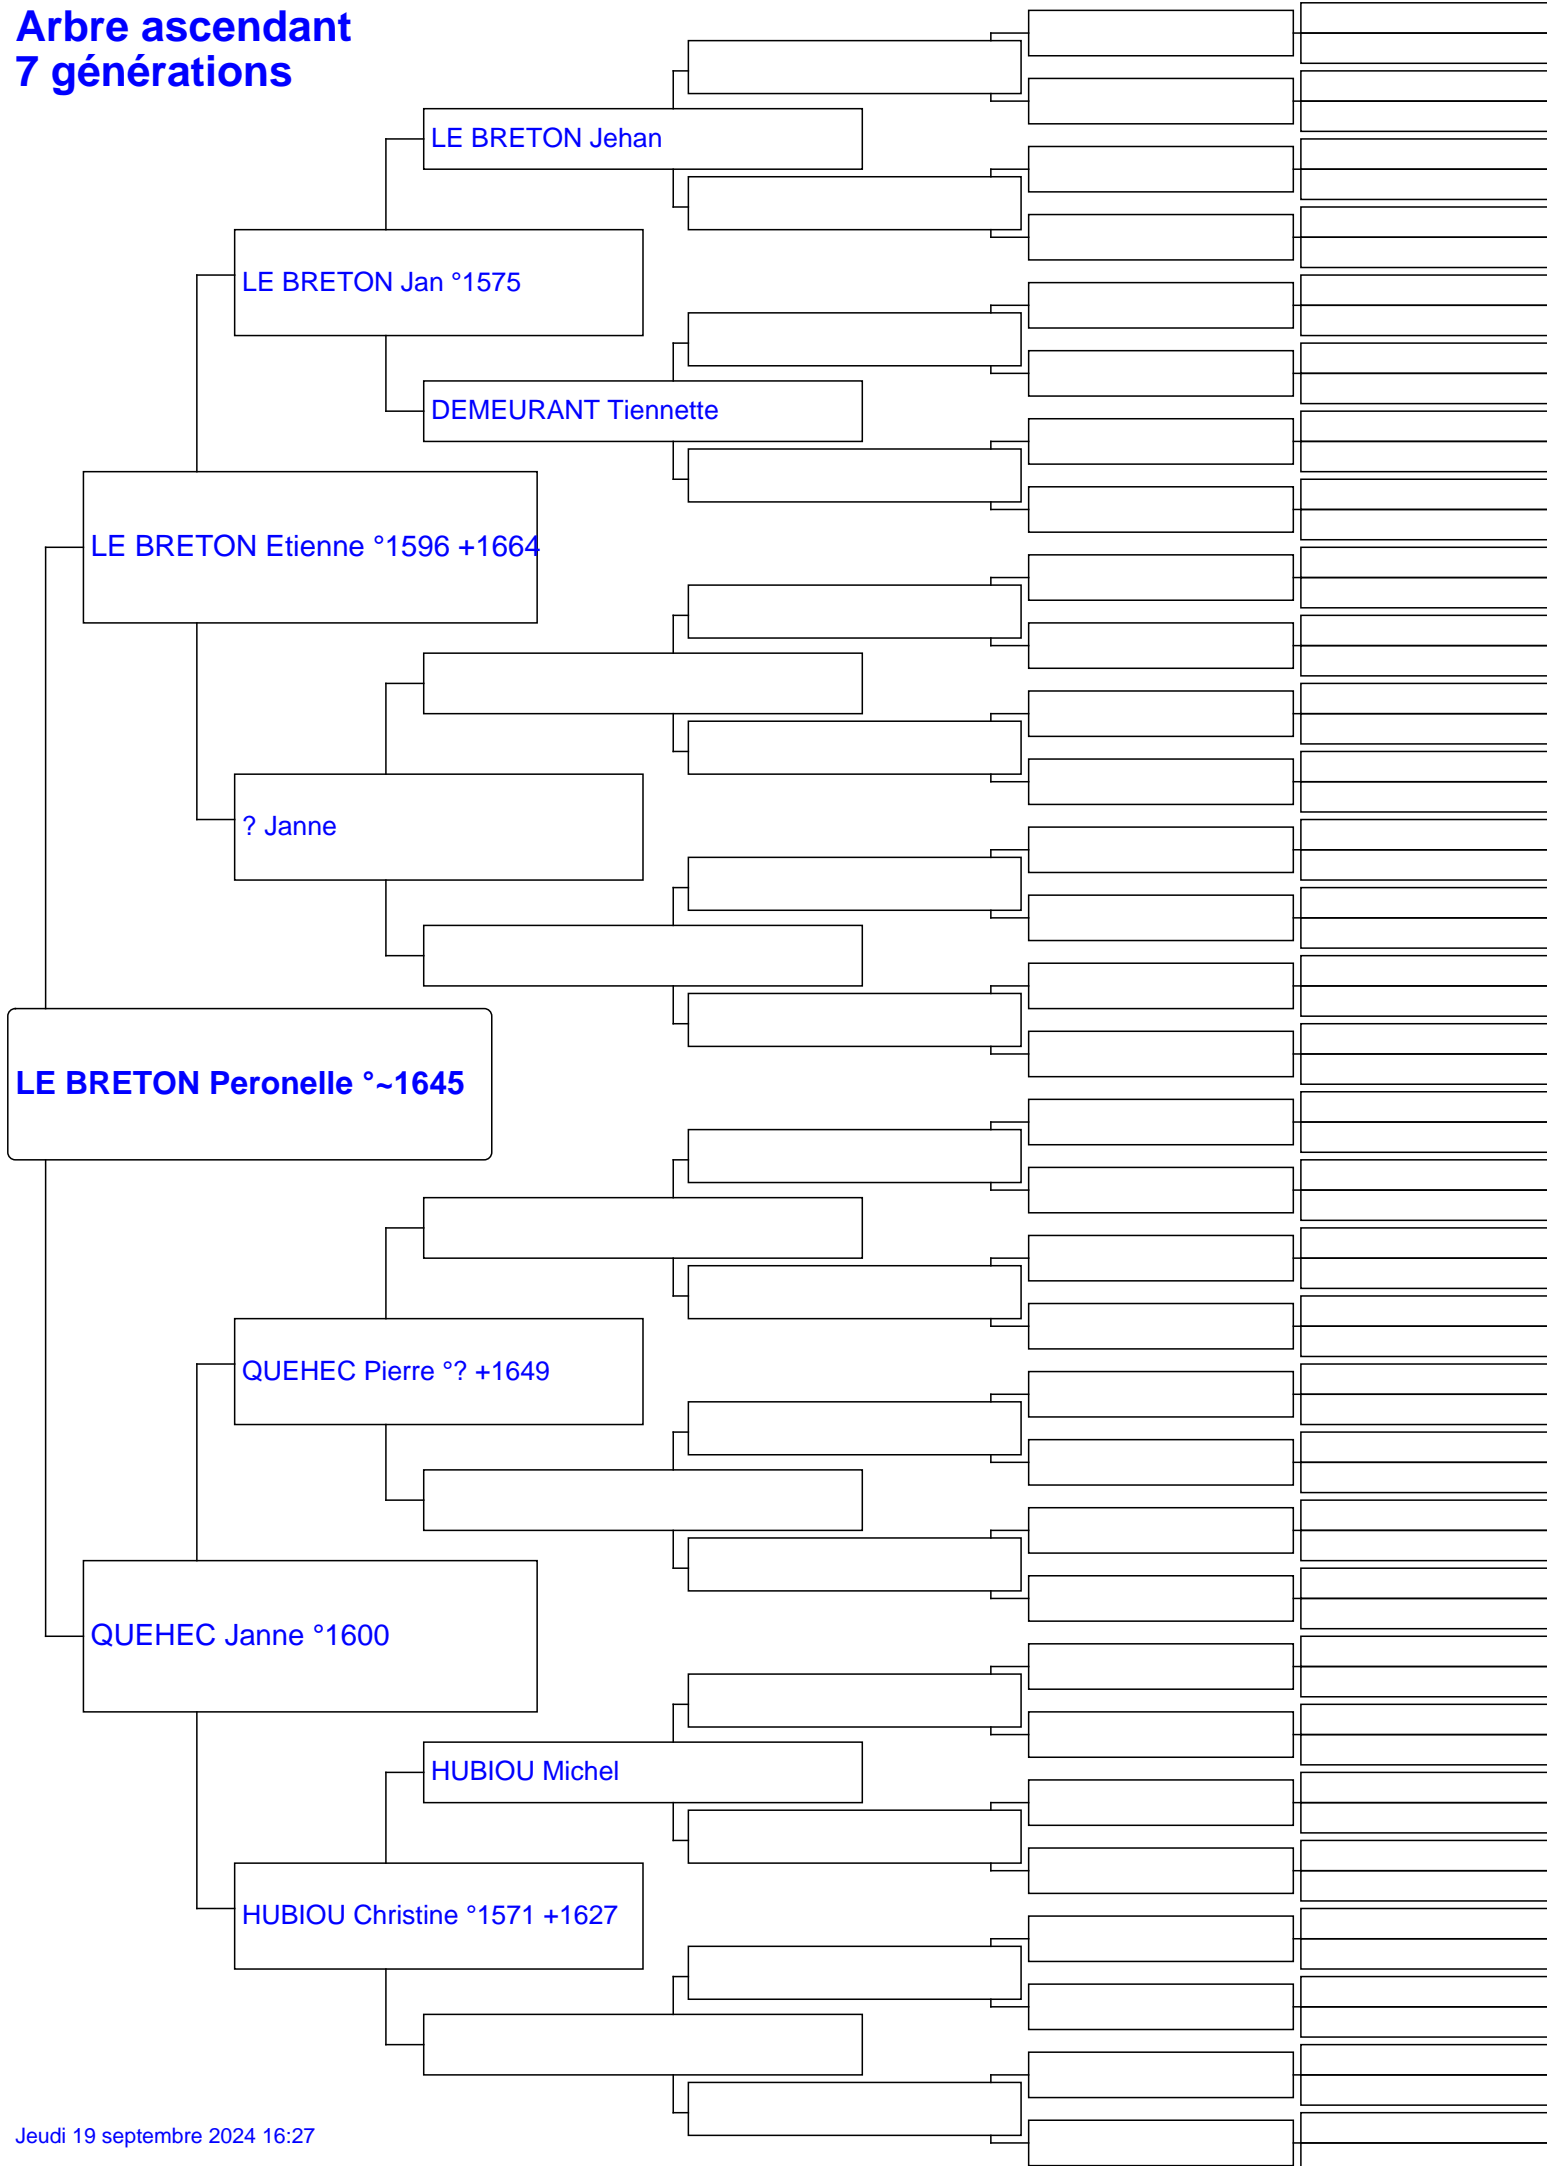 Arbre ascendant
7 générations
LE BRETON Jehan
LE BRETON Jan °1575
DEMEURANT Tiennette
LE BRETON Etienne °1596 +1664
? Janne
LE BRETON Peronelle °~1645
QUEHEC Pierre °? +1649
QUEHEC Janne °1600
HUBIOU Michel
HUBIOU Christine °1571 +1627
Jeudi 19 septembre 2024 16:27